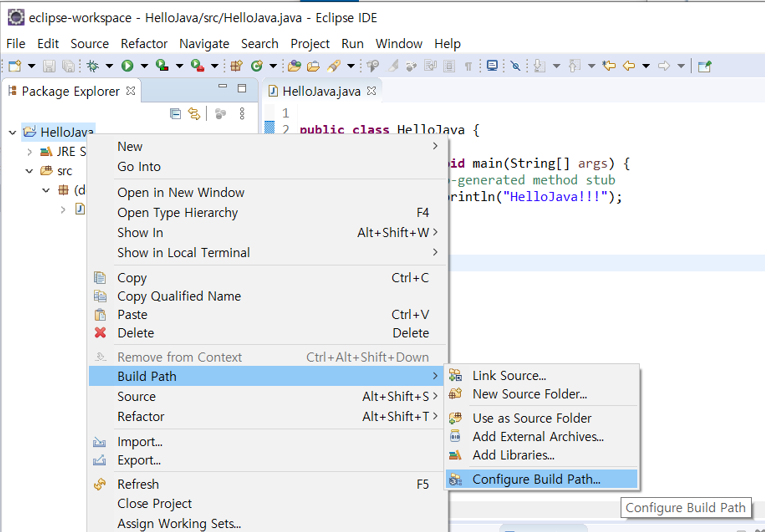 eclipse-workspace - HelloJava/src/HelloJava.java - Eclipse IDE
File Edit Source Refactor Navigate Search Project Run Window Help
Package Explorer
HelloJava.java
1
2 public class HelloJava {
HelloJava
JRE S
src
(d
void main(String[] args) {
o-generated method stub
println("HelloJava!!!");
New
Go Into
Open in New Window
Open Type Hierarchy F4
Show In Alt+Shift+W
Show in Local Terminal
Copy Ctrl+C
Copy Qualified Name
Paste Ctrl+V
Delete Delete
Remove from Context Ctrl+Alt+Shift+Down
Build Path
Source Alt+Shift+S
Refactor Alt+Shift+T
Import...
Export...
Refresh F5
Close Project
Assign Working Sets...
Link Source...
New Source Folder...
Use as Source Folder
Add External Archives...
Add Libraries...
Configure Build Path...
Configure Build Path